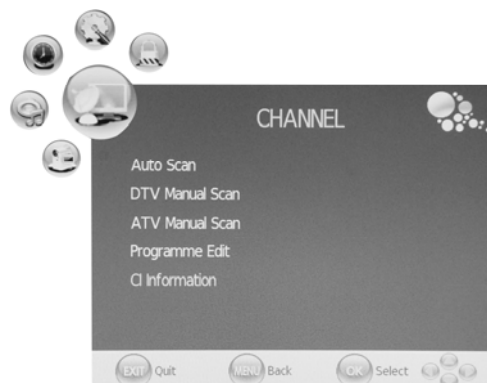 CHANNEL
Auto Scan
DTV Manual Scan
ATV Manual Scan
Programme Edit
CI Information
EXIT Quit MENU Back OK Select